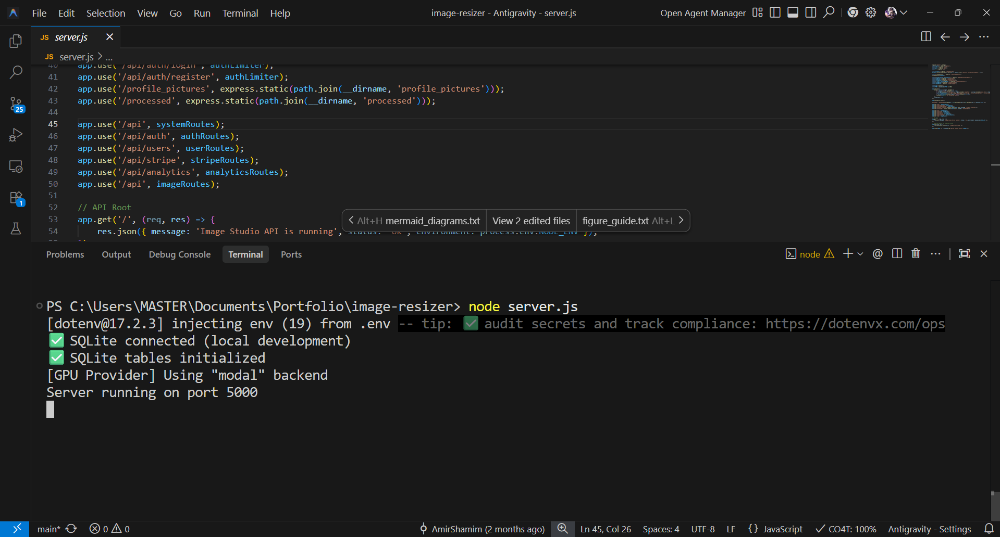 File Edit Selection View Go Run Terminal Help
image-resizer - Antigravity - server.js
Open Agent Manager
JS server.js
JS server.js > ...
40 app.use('/api/auth/login', authLimiter);
41 app.use('/api/auth/register', authLimiter);
42 app.use('/profile_pictures', express.static(path.join(__dirname, 'profile_pictures')));
43 app.use('/processed', express.static(path.join(__dirname, 'processed')));
44
45 app.use('/api', systemRoutes);
46 app.use('/api/auth', authRoutes);
47 app.use('/api/users', userRoutes);
48 app.use('/api/stripe', stripeRoutes);
49 app.use('/api/analytics', analyticsRoutes);
50 app.use('/api', imageRoutes);
51
52 // API Root
53 app.get('/', (req, res) => {
54 res.json({ message: 'Image Studio API is running', status: 'OK', environment: process.env.NODE_ENV });
< Alt+H mermaid_diagrams.txt View 2 edited files figure_guide.txt Alt+L >
25
1
Problems Output Debug Console Terminal Ports
node
PS C:\Users\MASTER\Documents\Portfolio\image-resizer> node server.js
[dotenv@17.2.3] injecting env (19) from .env -- tip: ✅ audit secrets and track compliance: https://dotenvx.com/ops
✅ SQLite connected (local development)
✅ SQLite tables initialized
[GPU Provider] Using "modal" backend
Server running on port 5000
main* 0 0 AmirShamim (2 months ago) Ln 45, Col 26 Spaces: 4 UTF-8 LF {} JavaScript ✓ CO4T: 100% Antigravity - Settings